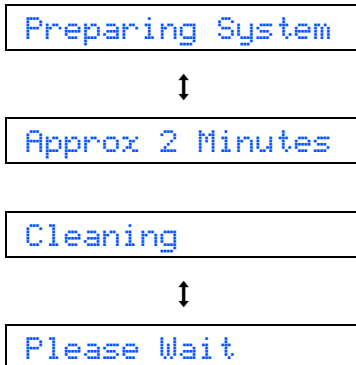 Preparing System
Approx 2 Minutes
Cleaning
Please Wait